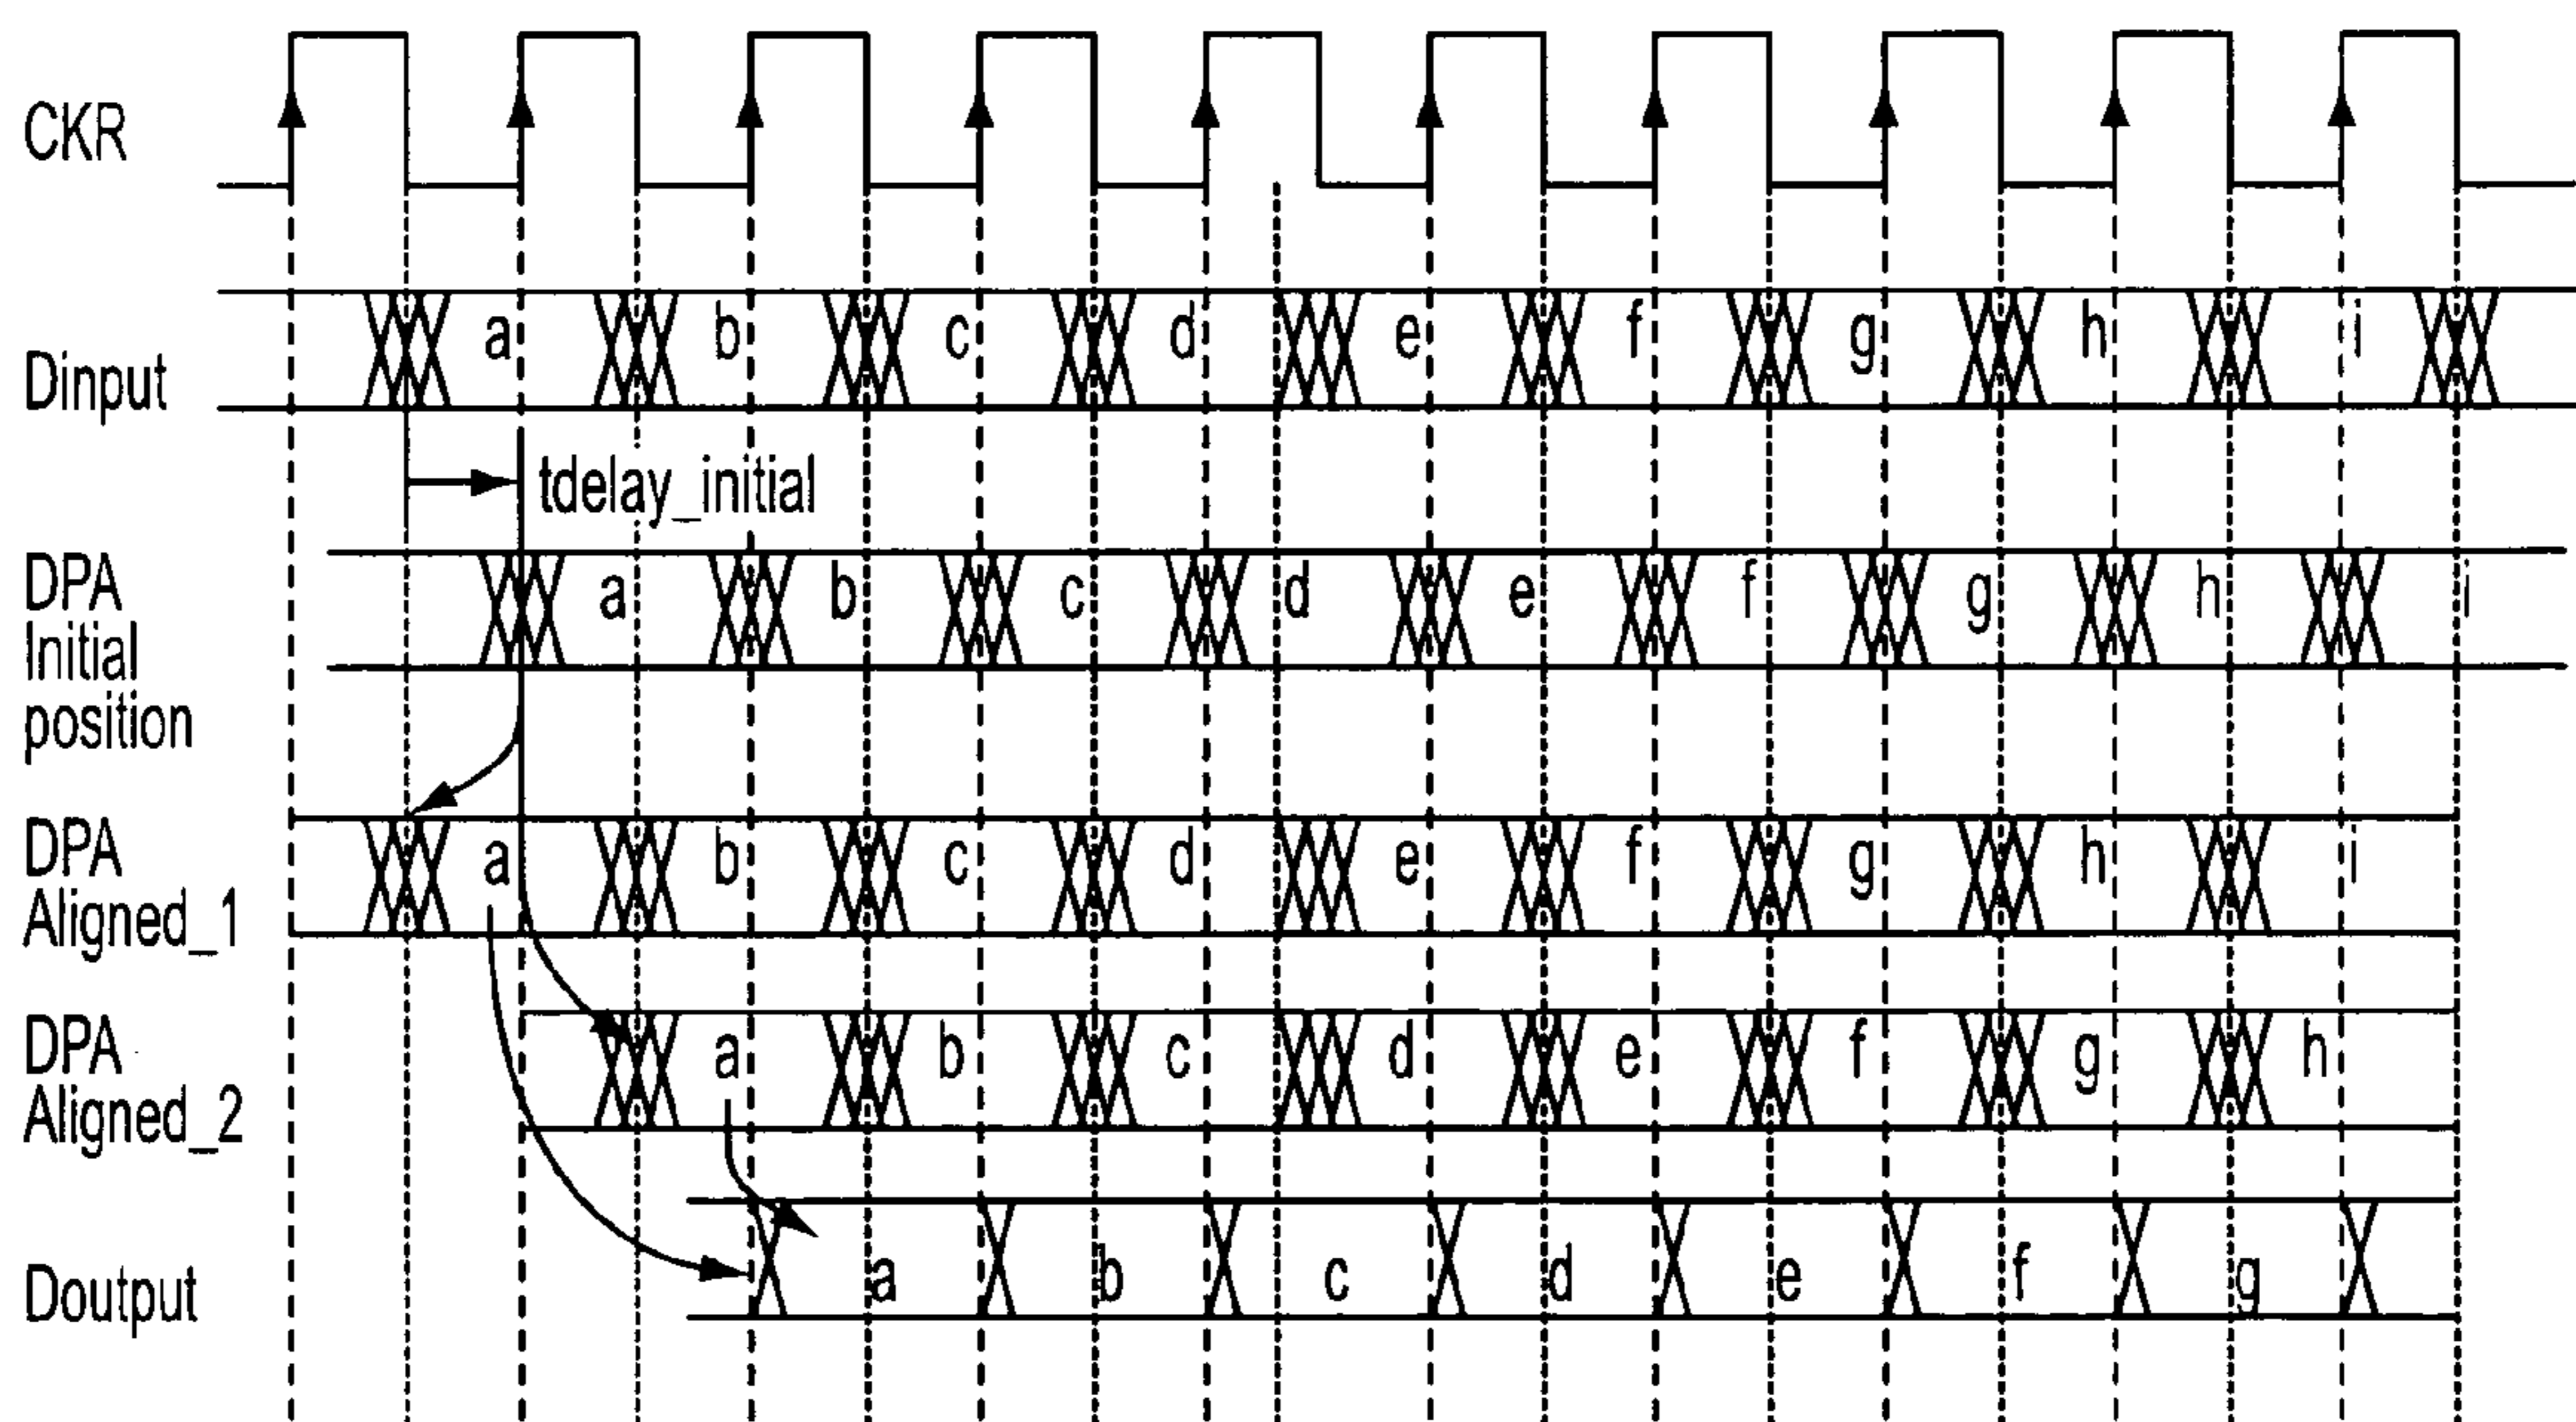 CKR
Dinput
a b c d e f g h i
tdelay_initial
DPA
Initial
position
a b c d e f g h i
DPA
Aligned_1
a b c d e f g h i
DPA
Aligned_2
a b c d e f g h
Doutput
a b c d e f g